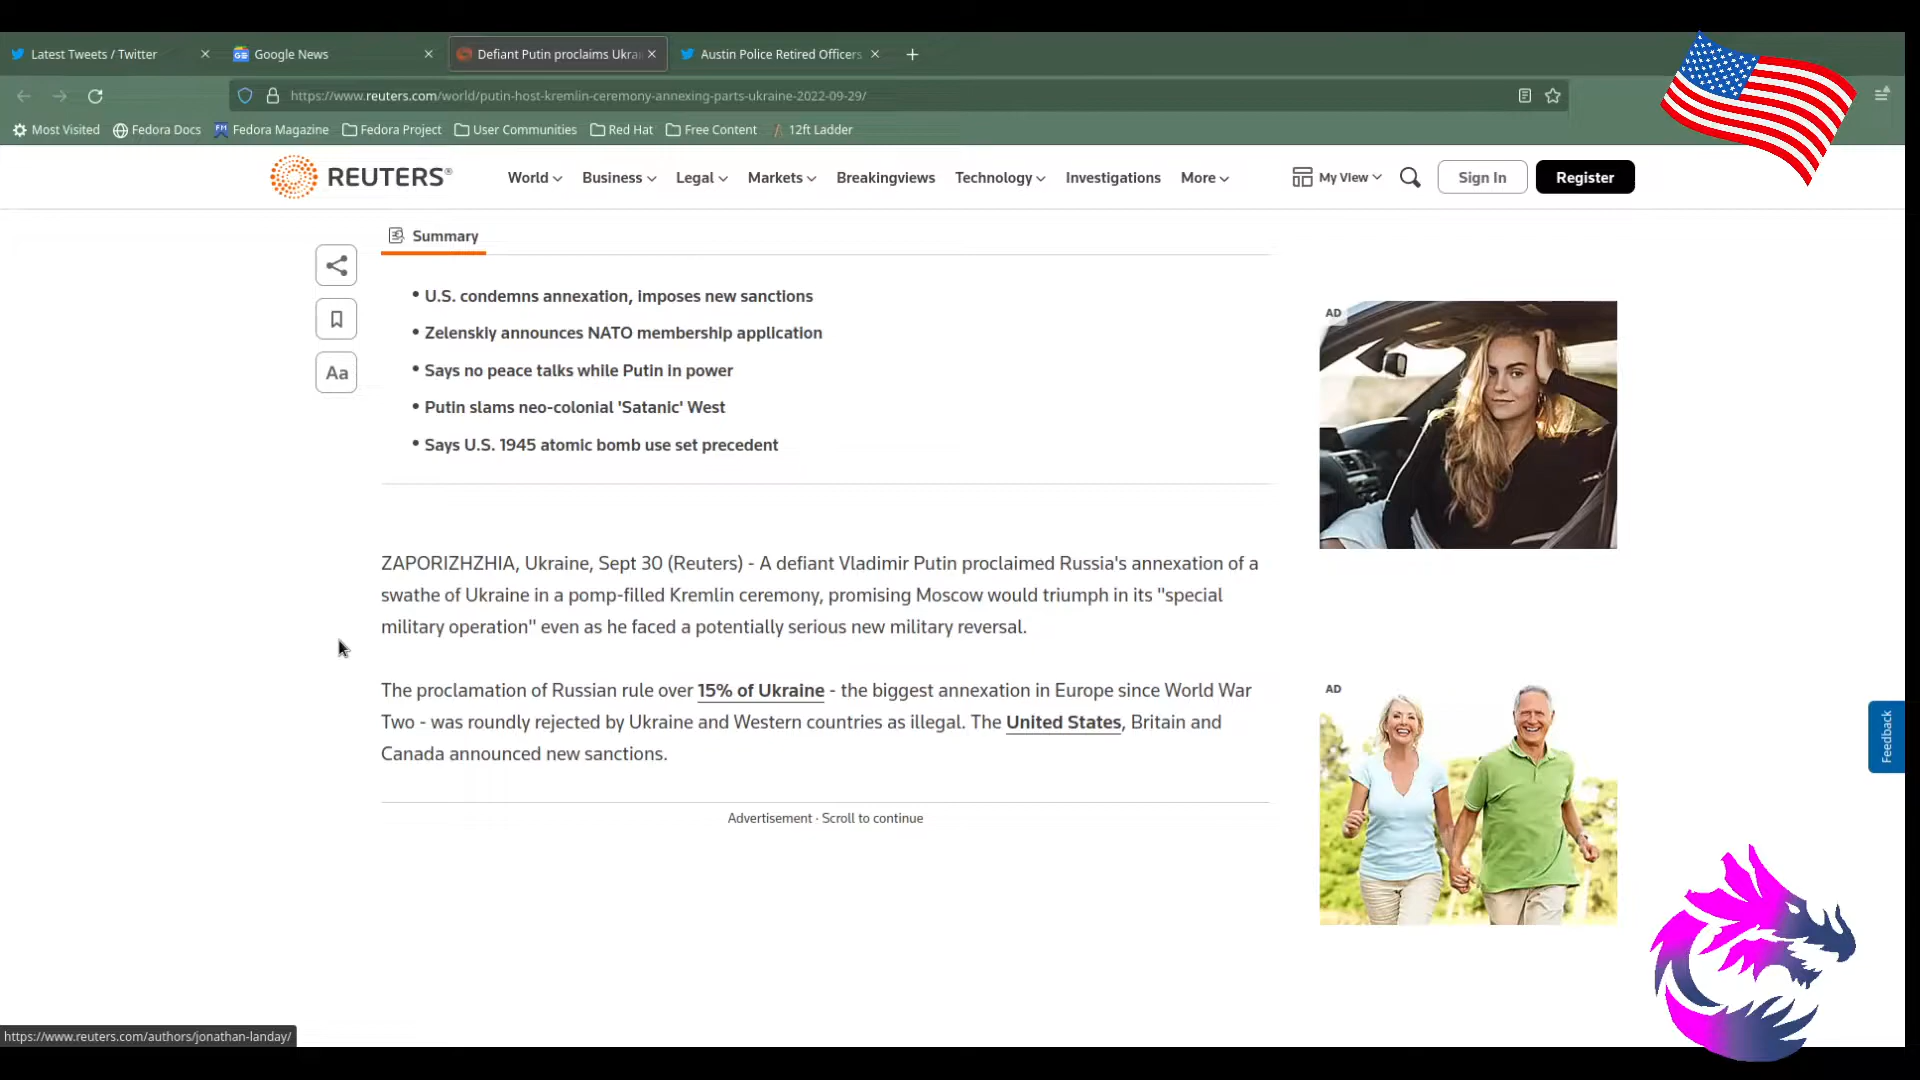 Latest Tweets / Twitter
Google News
Defiant Putin proclaims Ukra
Austin Police Retired Officers
https://www.reuters.com/world/putin-host-kremlin-ceremony-annexing-parts-ukraine-2022-09-29/
Most Visited Fedora Docs Fedora Magazine Fedora Project User Communities Red Hat Free Content 12ft Ladder
REUTERS® World Business Legal Markets Breakingviews Technology Investigations More My View Sign In Register
Summary
• U.S. condemns annexation, imposes new sanctions
• Zelenskiy announces NATO membership application
• Says no peace talks while Putin in power
• Putin slams neo-colonial 'Satanic' West
• Says U.S. 1945 atomic bomb use set precedent
Aa
AD
ZAPORIZHZHIA, Ukraine, Sept 30 (Reuters) - A defiant Vladimir Putin proclaimed Russia's annexation of a
swathe of Ukraine in a pomp-filled Kremlin ceremony, promising Moscow would triumph in its "special
military operation" even as he faced a potentially serious new military reversal.
The proclamation of Russian rule over 15% of Ukraine - the biggest annexation in Europe since World War
Two - was roundly rejected by Ukraine and Western countries as illegal. The United States, Britain and
Canada announced new sanctions.
AD
Feedback
Advertisement · Scroll to continue
https://www.reuters.com/authors/jonathan-landay/